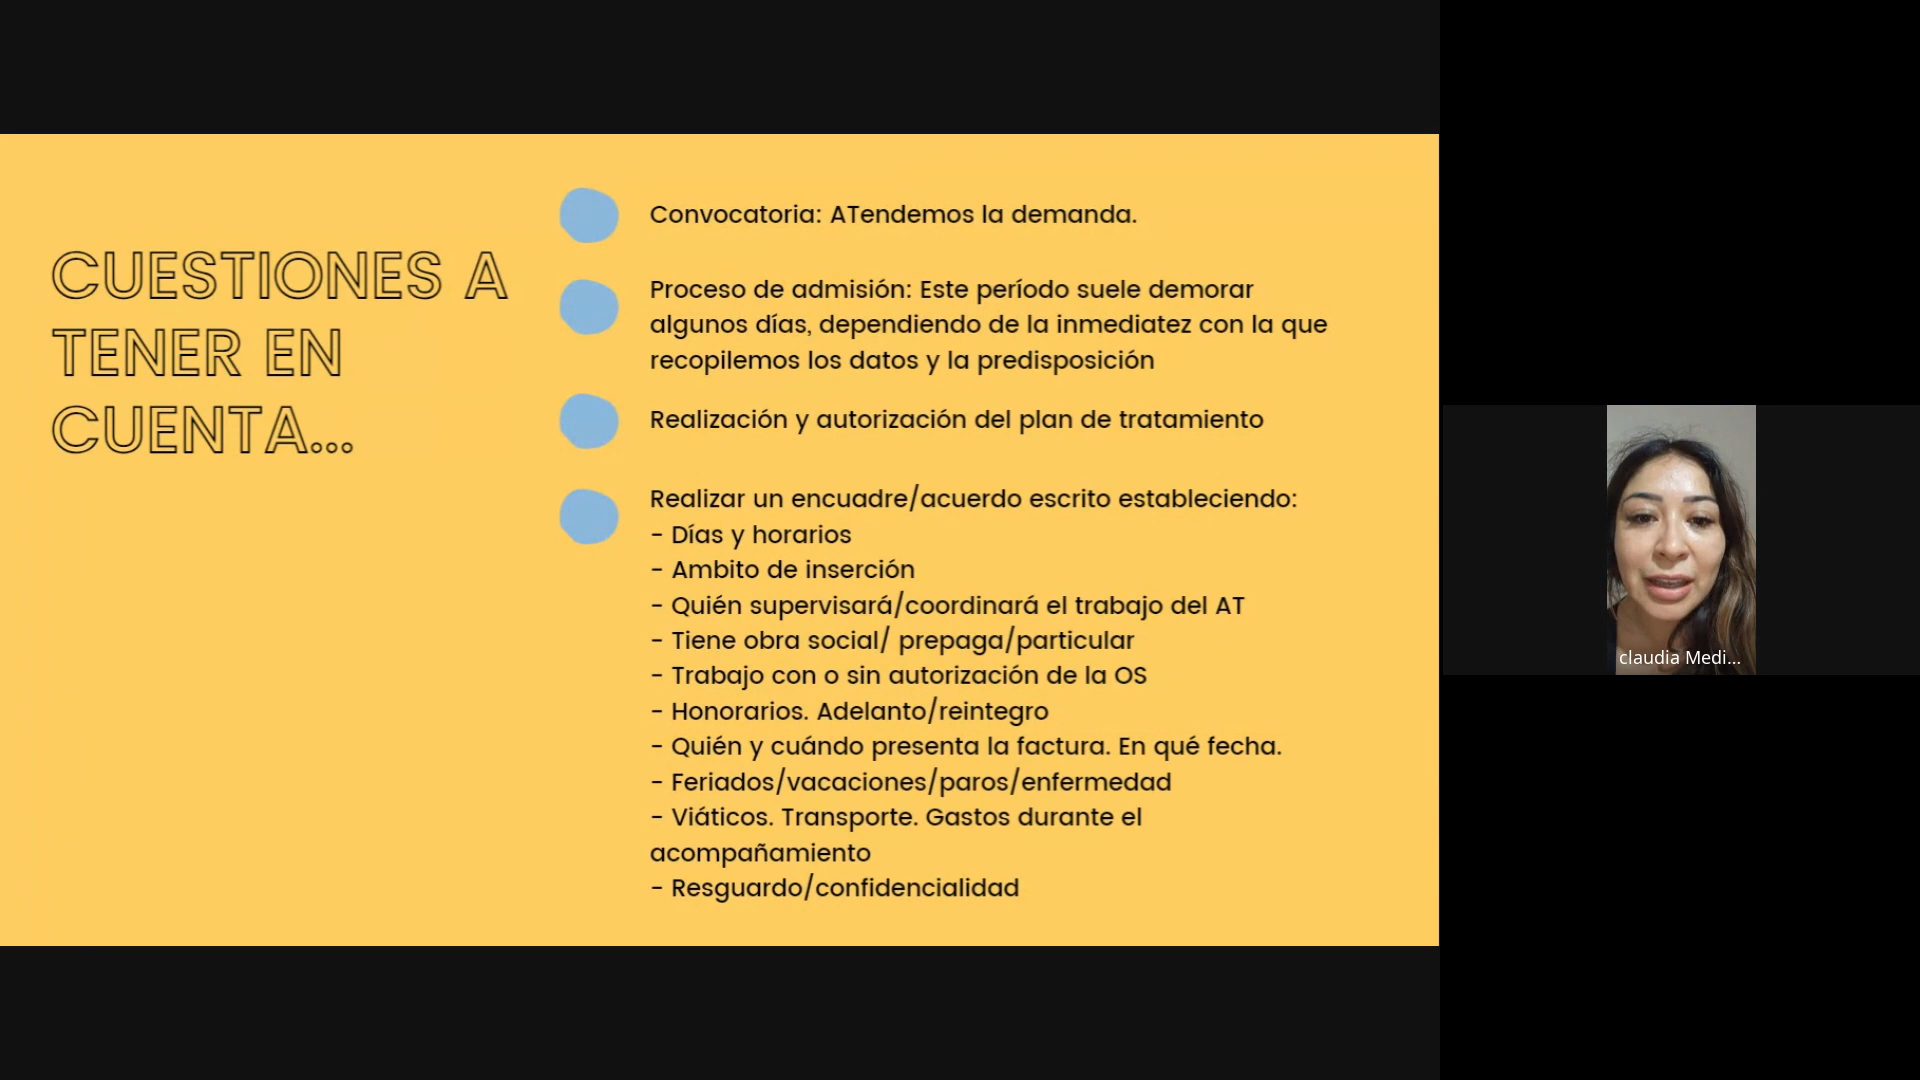 CUESTIONES A
TENER EN
CUENTA...
Convocatoria: ATendemos la demanda.
Proceso de admisión: Este período suele demorar
algunos días, dependiendo de la inmediatez con la que
recopilemos los datos y la predisposición
Realización y autorización del plan de tratamiento
Realizar un encuadre/acuerdo escrito estableciendo:
- Días y horarios
- Ambito de inserción
- Quién supervisará/coordinará el trabajo del AT
- Tiene obra social/ prepaga/particular
- Trabajo con o sin autorización de la OS
- Honorarios. Adelanto/reintegro
- Quién y cuándo presenta la factura. En qué fecha.
- Feriados/vacaciones/paros/enfermedad
- Viáticos. Transporte. Gastos durante el
acompañamiento
- Resguardo/confidencialidad
claudia Medi...